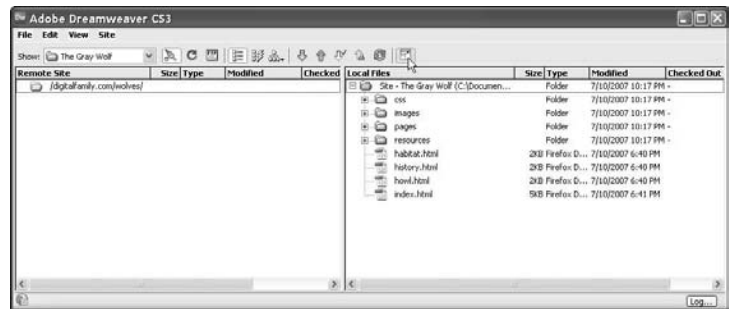 Adobe Dreamweaver CS3
File Edit View Site
Show: The Gray Wolf
Remote Site Size Type Modified Checked Local Files Size Type Modified Checked Out
/digitalfamily.com/wolves/ Site - The Gray Wolf (C:\Documen... Folder 7/10/2007 10:17 PM -
css Folder 7/10/2007 10:17 PM -
images Folder 7/10/2007 10:17 PM -
pages Folder 7/10/2007 10:17 PM -
resources Folder 7/10/2007 10:17 PM -
habitat.html 2KB Firefox D... 7/10/2007 6:40 PM
history.html 2KB Firefox D... 7/10/2007 6:40 PM
howl.html 2KB Firefox D... 7/10/2007 6:40 PM
index.html 5KB Firefox D... 7/10/2007 6:41 PM
Log...